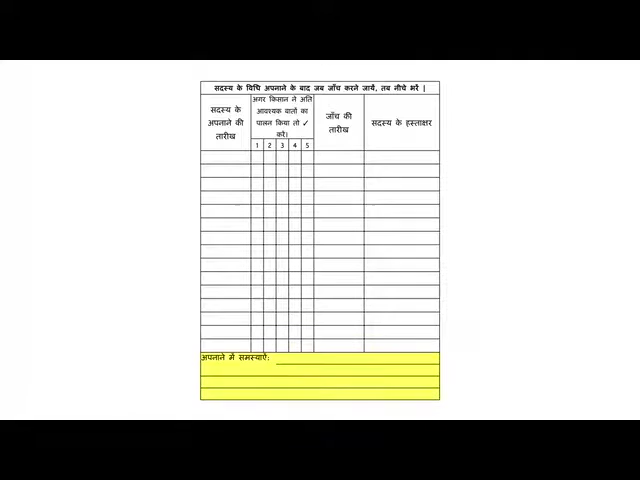 सदस्य के विधि अपनाने के बाद जब जाँच करने जायें, तब नीचे भरें |
सदस्य के
अपनाने की
तारीख
अगर किसान ने अति
आवश्यक बातों का
पालन किया तो ✓
करें।
1 2 3 4 5
जाँच की
तारीख
सदस्य के हस्ताक्षर
अपनाने में समस्याऐं: